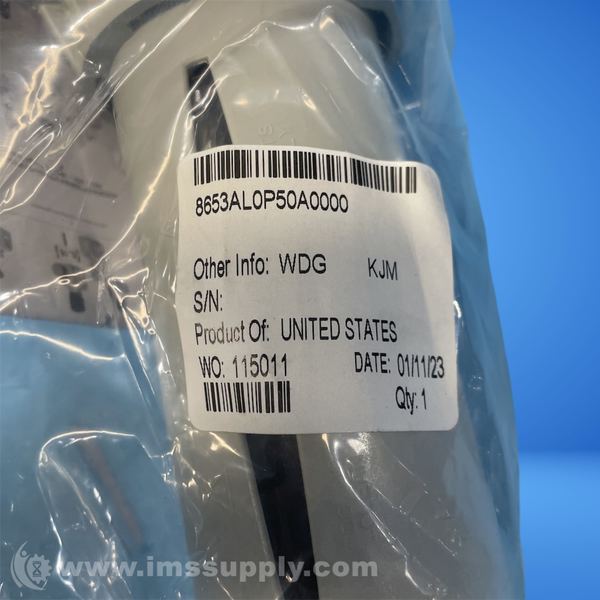 8653AL0P50A0000
Other Info: WDG KJM
S/N:
Product Of: UNITED STATES
WO: 115011 DATE: 01/11/23
Qty: 1
www.imssupply.com